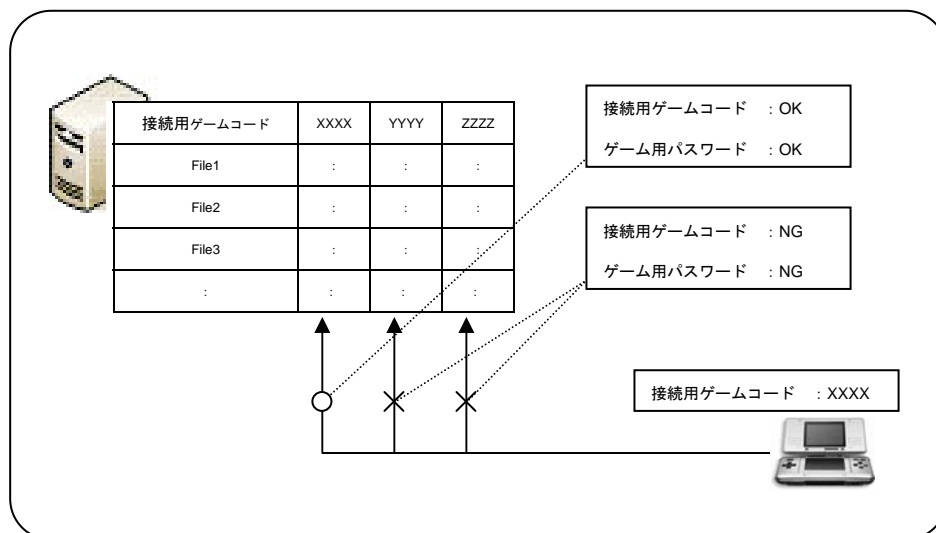 接続用ゲームコード XXXX YYYY ZZZZ
File1 : : :
File2 : : :
File3 : :
: : : :
接続用ゲームコード : OK
ゲーム用パスワード : OK
接続用ゲームコード : NG
ゲーム用パスワード : NG
接続用ゲームコード : XXXX